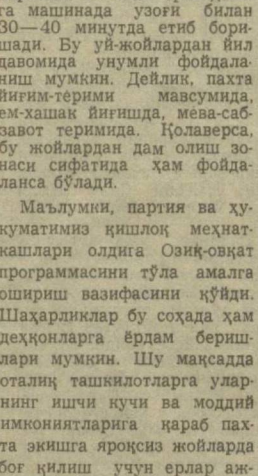 га машинада узоғи билан
30—40 минутда етиб бори-
шади. Бу уй-жойлардан йил
давомида унумли фойдала-
ниш мумкин. Дейлик, пахта
йиғим-терими мавсумида,
ем-хашак йиғишда, мева-саб-
завот теримида. Қолаверса,
бу жойлардан дам олиш зо-
наси сифатида ҳам фойда-
ланса бўлади.
Маълумки, партия ва ҳу-
куматимиз қишлоқ меҳнат-
кашлари олдига Озиқ-овқат
программасини тўла амалга
ошириш вазифасини қўйди.
Шаҳарликлар бу соҳада ҳам
деҳқонларга ёрдам бериш-
лари мумкин. Шу мақсадда
оталиқ ташкилотларга улар-
нинг ишчи кучи ва моддий
имкониятларига қараб пах-
та экишга яроқсиз жойларда
боғ қилиш учун ерлар аж-